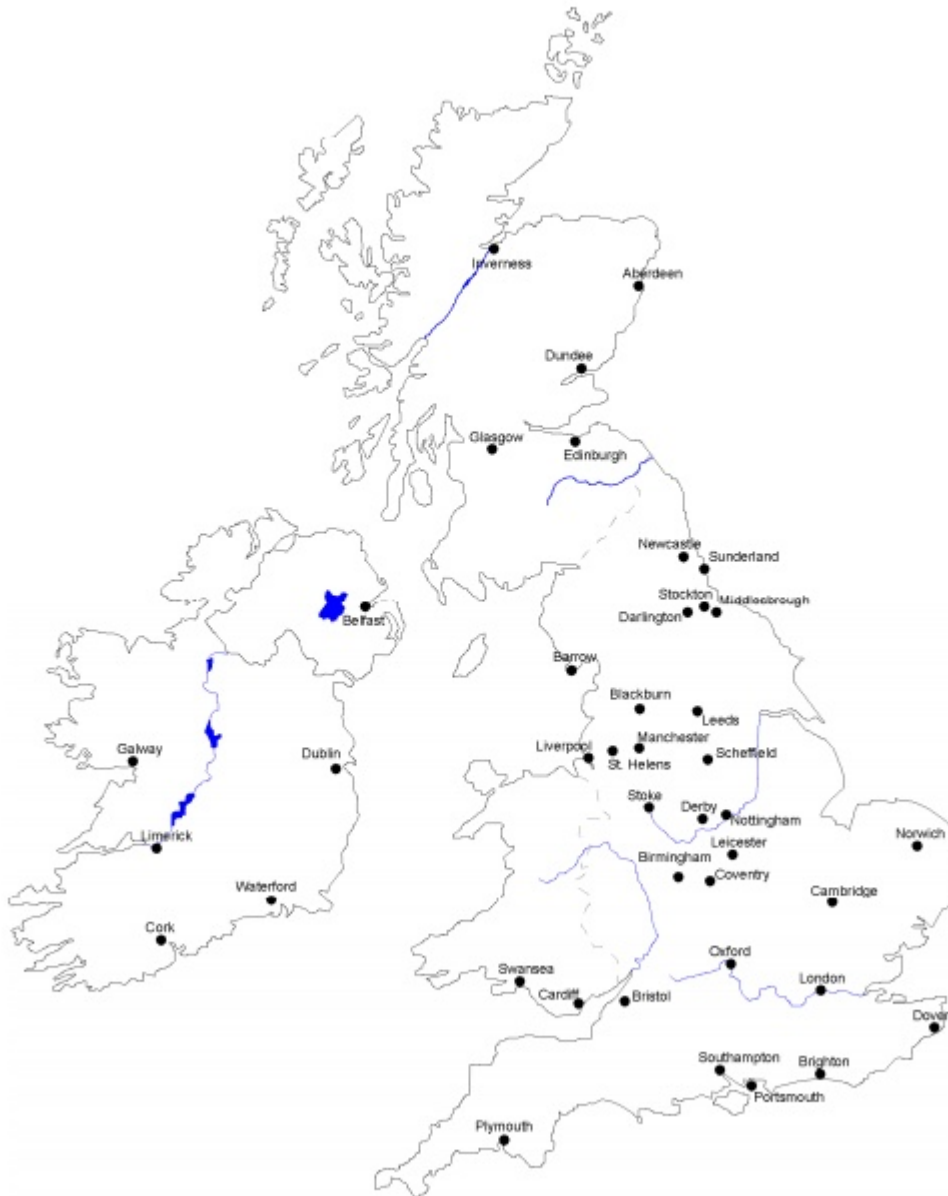 Inverness
Aberdeen
Dundee
Glasgow
Edinburgh
Newcastle
Sunderland
Stockton
Middlesbrough
Darlington
Belfast
Barrow
Blackburn
Leeds
Manchester
Liverpool
St. Helens
Scheffield
Galway
Dublin
Stoke
Derby
Nottingham
Limerick
Leicester
Norwich
Birmingham
Coventry
Waterford
Cambridge
Cork
Oxford
Swansea
London
Cardiff
Bristol
Dover
Southampton
Brighton
Portsmouth
Plymouth